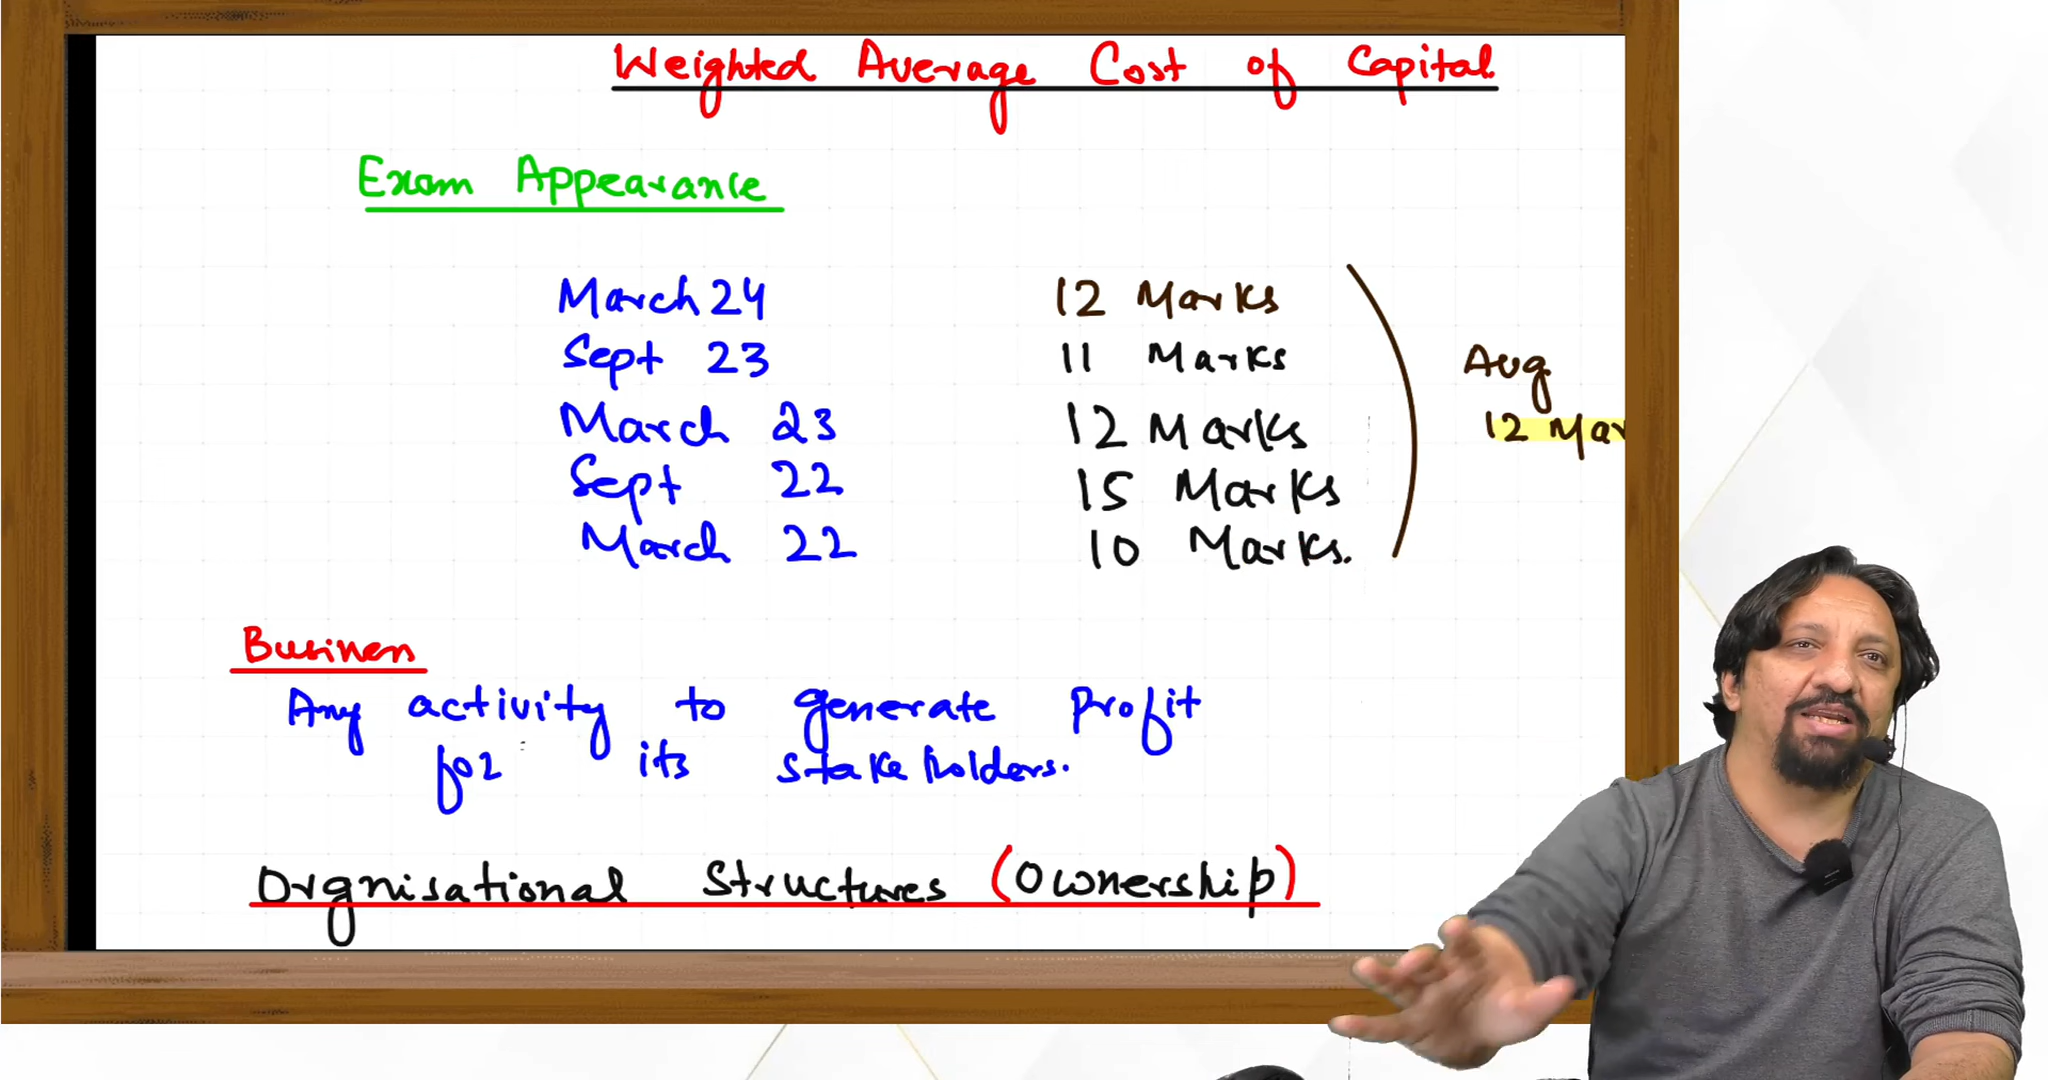 Weighted Average Cost of Capital.
Exam Appearance
March 24 12 Marks
Sept 23 11 Marks
March 23 12 Marks
Sept 22 15 Marks
March 22 10 Marks.
Avg.
12 Mar
Business
Any activity to generate Profit
for its stake holders.
Orgnisational Structures (Ownership)